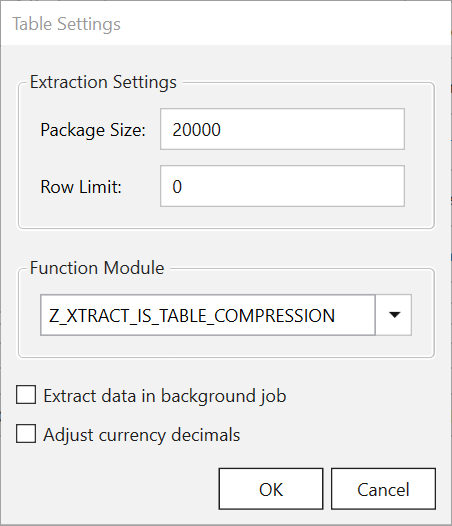 Table Settings
Extraction Settings
Package Size: 20000
Row Limit: 0
Function Module
Z_XTRACT_IS_TABLE_COMPRESSION
Extract data in background job
Adjust currency decimals
OK Cancel